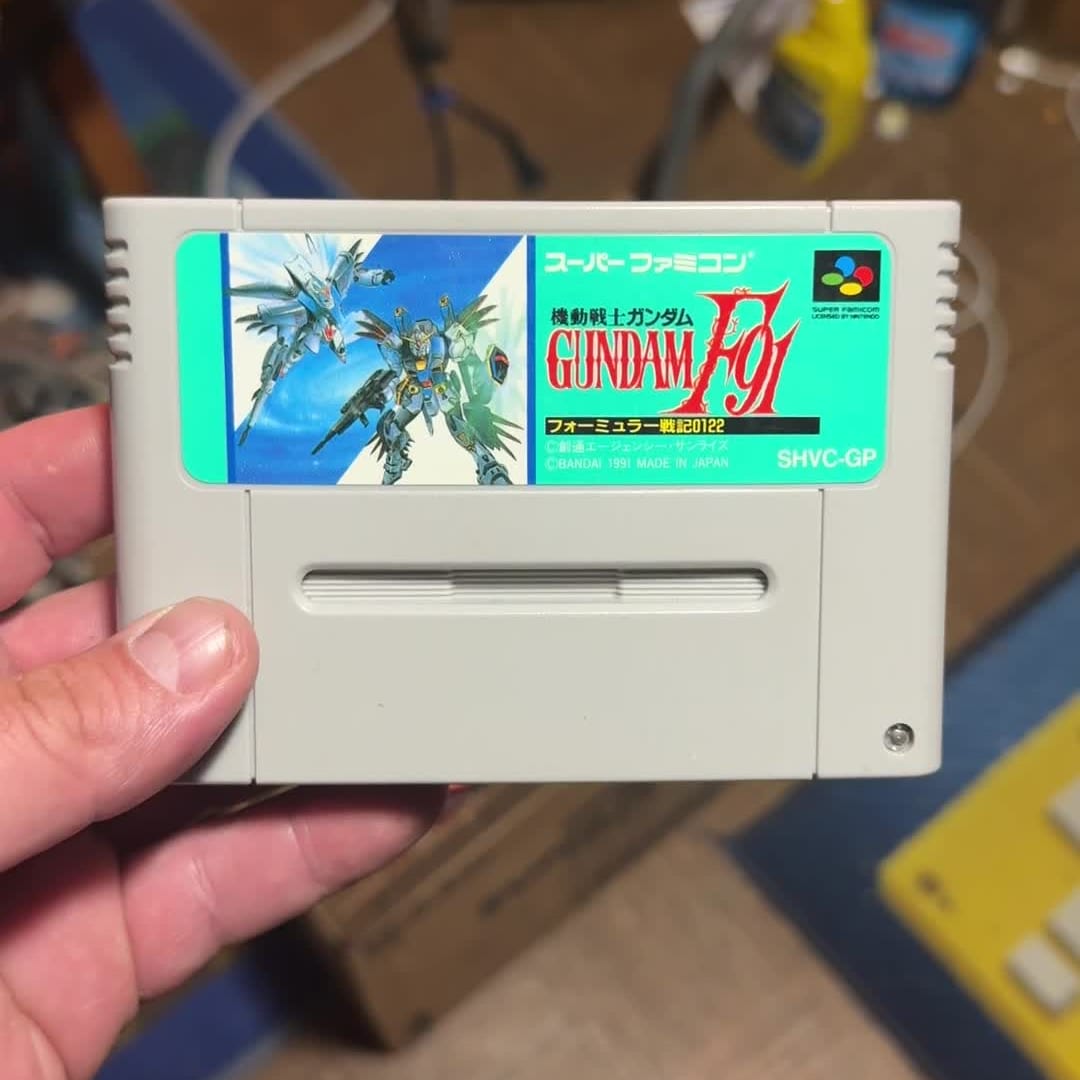 スーパーファミコン®
SUPER FAMICOM
LICENSED BY NINTENDO
機動戦士ガンダム
GUNDAM F91
フォーミュラー戦記0122
©創通エージェンシー・サンライズ
©BANDAI 1991 MADE IN JAPAN
SHVC-GP